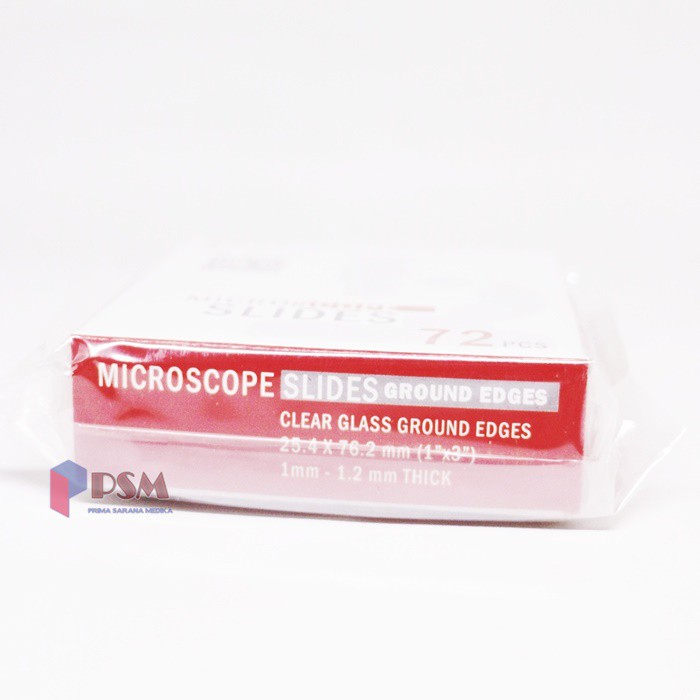 SLIDES
72 PCS
MICROSCOPE SLIDES GROUND EDGES
CLEAR GLASS GROUND EDGES
25.4 X 76.2 mm (1"x3")
1mm - 1.2 mm THICK
PSM
PRIMA SARANA MEDIKA